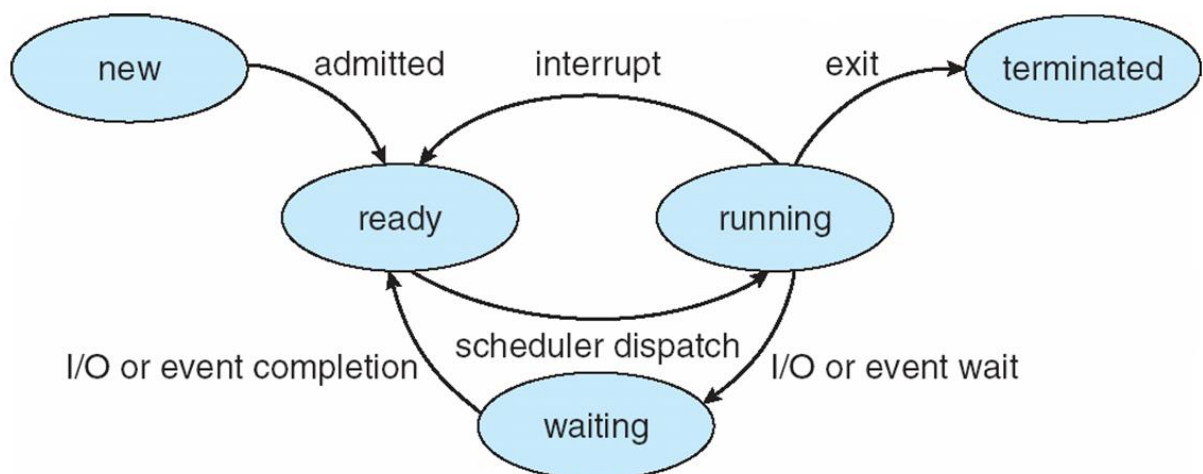 new
admitted
interrupt
exit
terminated
ready
running
I/O or event completion
scheduler dispatch
I/O or event wait
waiting